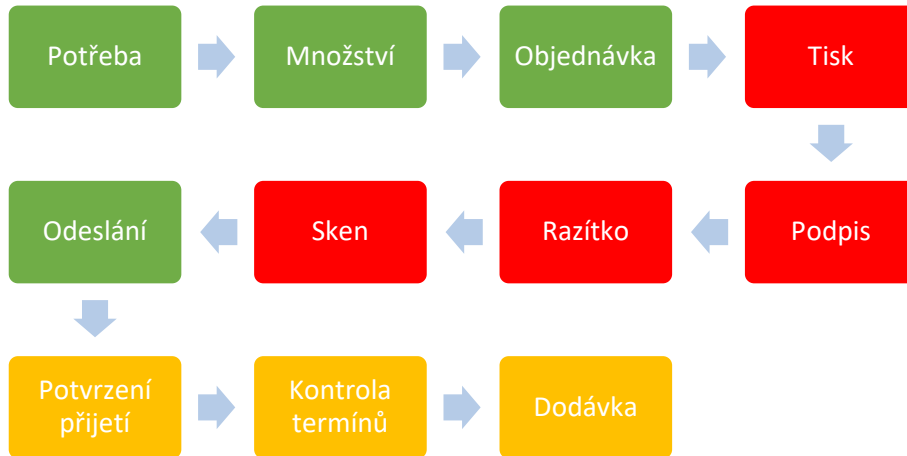 Potřeba
Množství
Objednávka
Tisk
Podpis
Razítko
Sken
Odeslání
Potvrzení
přijetí
Kontrola
termínů
Dodávka